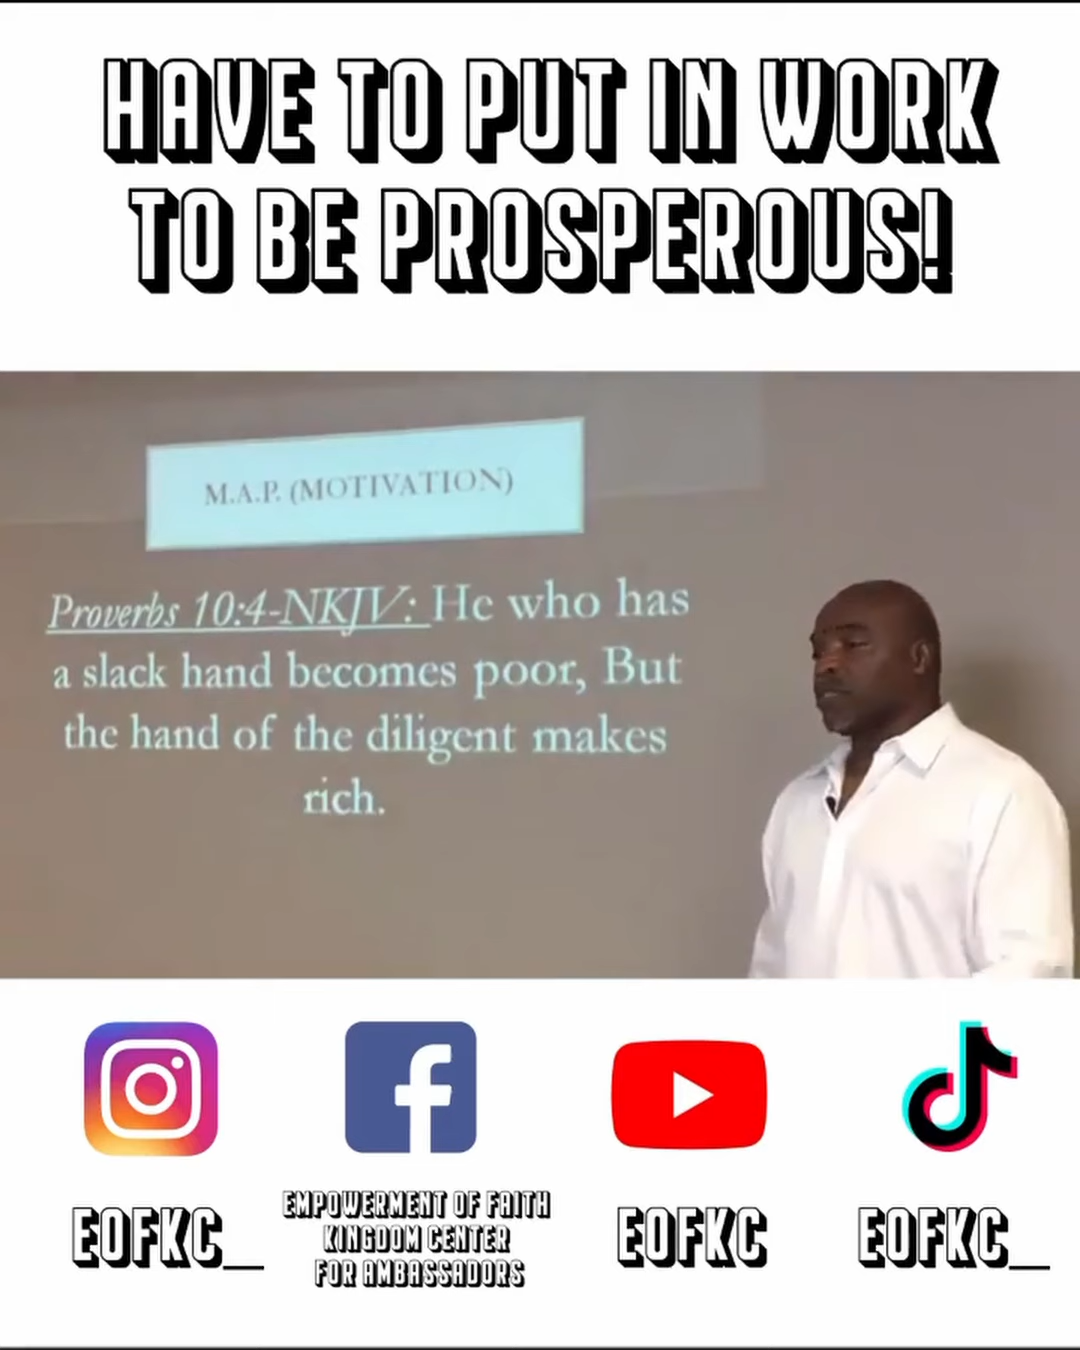 HAVE TO PUT IN WORK
TO BE PROSPEROUS!
M.A.P. (MOTIVATION)
Proverbs 10:4-NKJV: He who has
a slack hand becomes poor, But
the hand of the diligent makes
rich.
EOFKC_
EMPOWERMENT OF FAITH
KINGDOM CENTER
FOR AMBASSADORS
EOFKC
EOFKC_